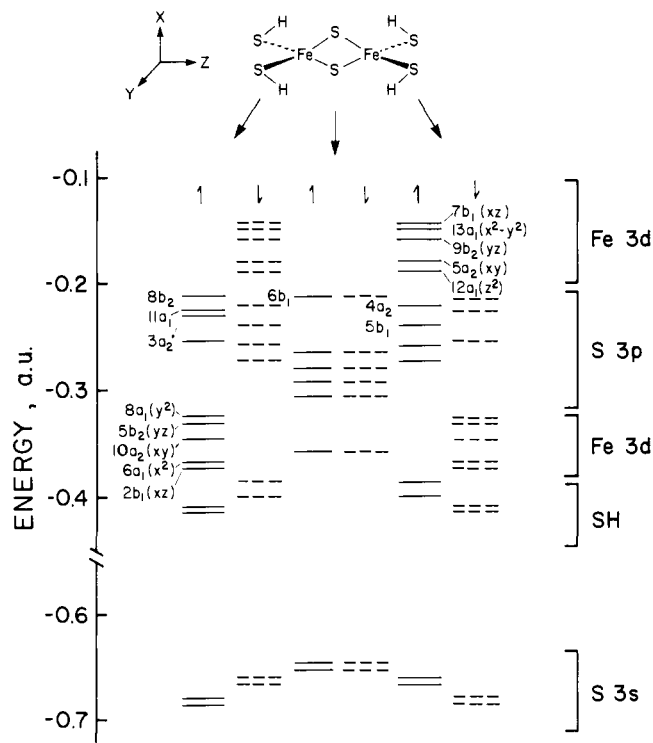 X
Z
Y
H
S
Fe
S
H
S
S
Fe
H
S
S
H
ENERGY, a.u.
-0.1
-0.2
-0.3
-0.4
-0.6
-0.7
8b₂
11a₁
3a₂
8a₁(y²)
5b₂(yz)
10a₂(xy)
6a₁(x²)
2b₁(xz)
6b₁
4a₂
5b₁
7b₁(xz)
13a₁(x²-y²)
9b₂(yz)
5a₂(xy)
12a₁(z²)
Fe 3d
S 3p
Fe 3d
SH
S 3s